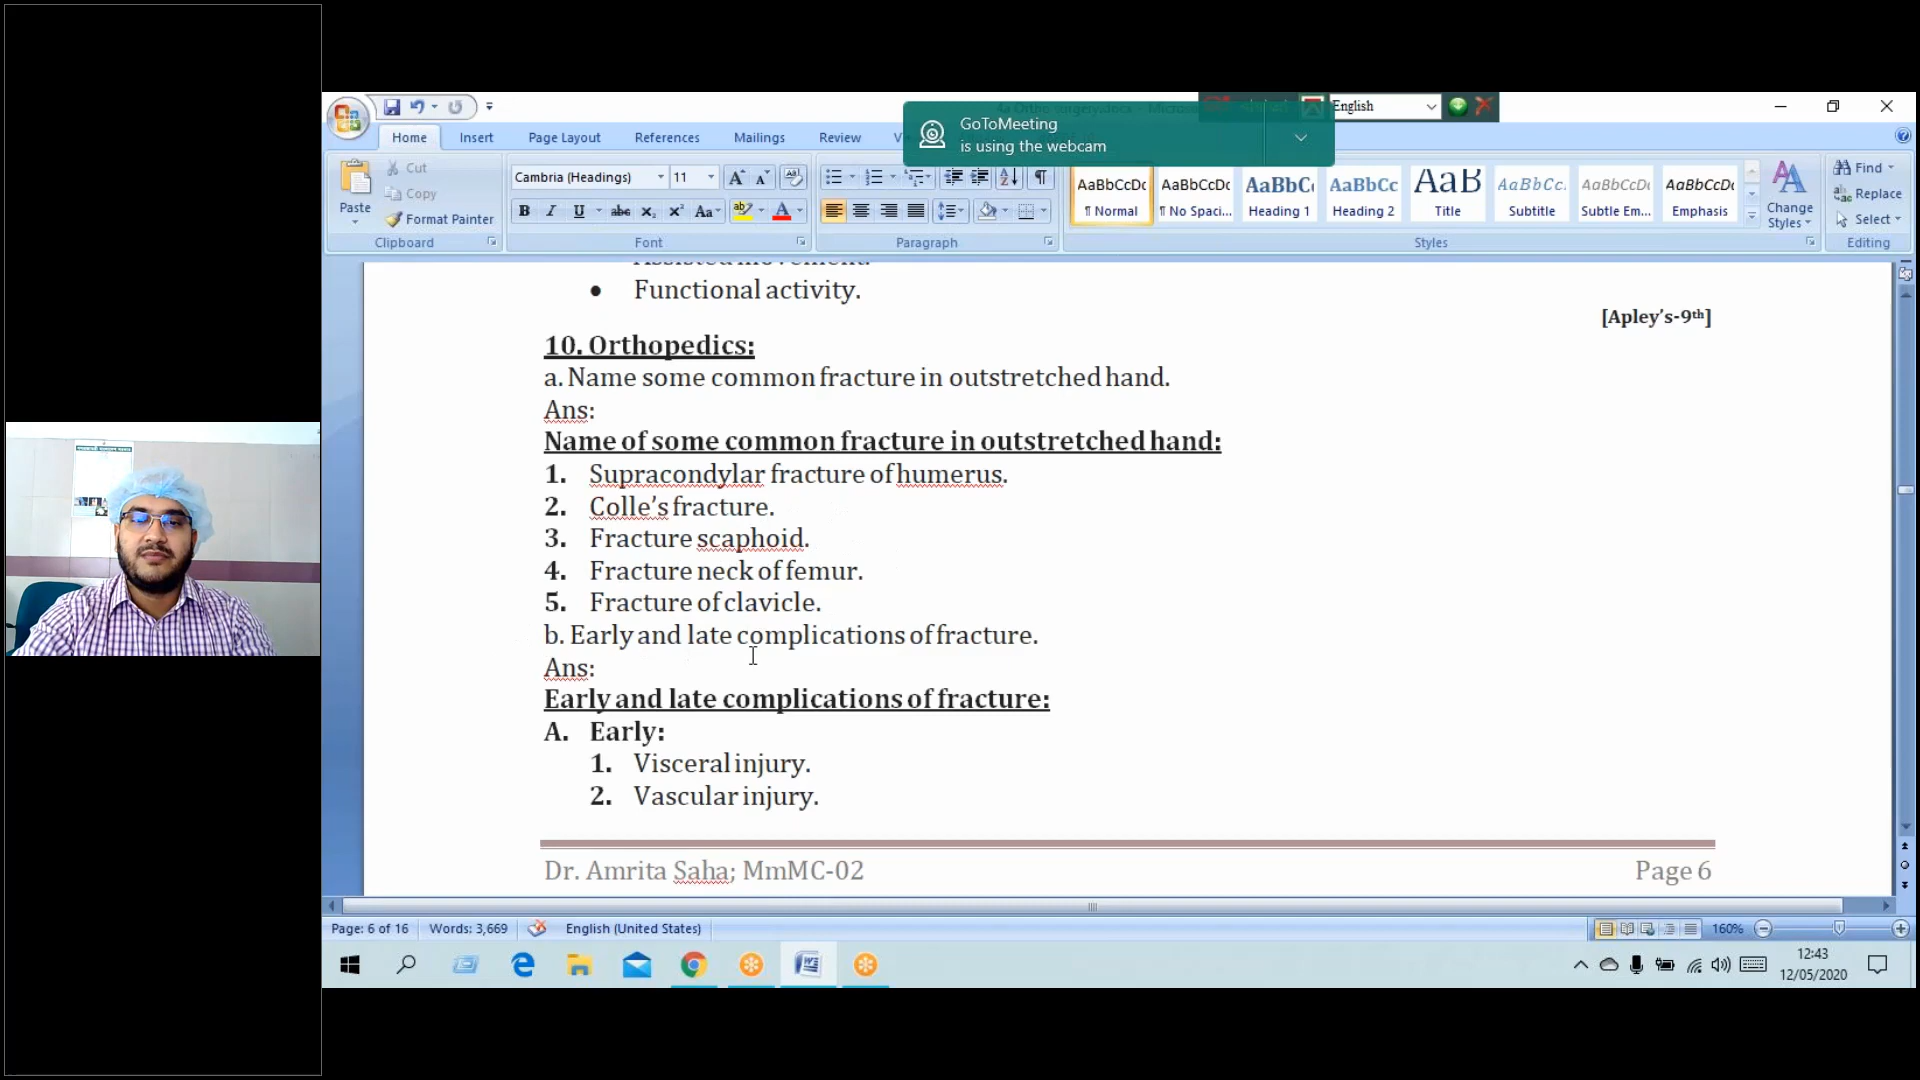 English
GoToMeeting
is using the webcam
Home Insert Page Layout References Mailings Review
Paste
Cut
Copy
Format Painter
Clipboard
Cambria (Headings) 11
Font
Paragraph
AaBbCcDc AaBbCcDc AaBbC AaBbCc AaB AaBbCc. AaBbCcDc AaBbCcDc
¶ Normal ¶ No Spaci... Heading 1 Heading 2 Title Subtitle Subtle Em... Emphasis
Styles
Change
Styles
Find
Replace
Select
Editing
• Functional activity.
[Apley's-9th]
10. Orthopedics:
a. Name some common fracture in outstretched hand.
Ans:
Name of some common fracture in outstretched hand:
1. Supracondylar fracture of humerus.
2. Colle's fracture.
3. Fracture scaphoid.
4. Fracture neck of femur.
5. Fracture of clavicle.
b. Early and late complications of fracture.
Ans:
Early and late complications of fracture:
A. Early:
1. Visceral injury.
2. Vascular injury.
Dr. Amrita Saha; MmMC-02 Page 6
Page: 6 of 16 Words: 3,669 English (United States) 160%
12:43
12/05/2020